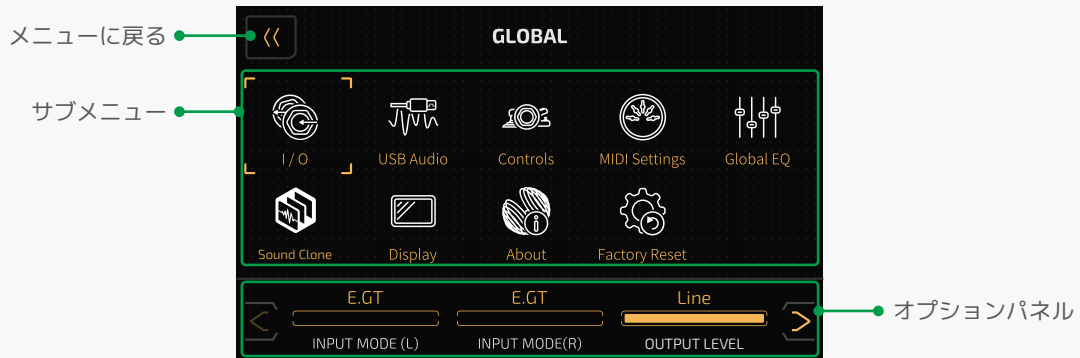 メニューに戻る
GLOBAL
サブメニュー
I / O
USB Audio
Controls
MIDI Settings
Global EQ
Sound Clone
Display
About
Factory Reset
E.GT
E.GT
Line
INPUT MODE (L)
INPUT MODE(R)
OUTPUT LEVEL
オプションパネル